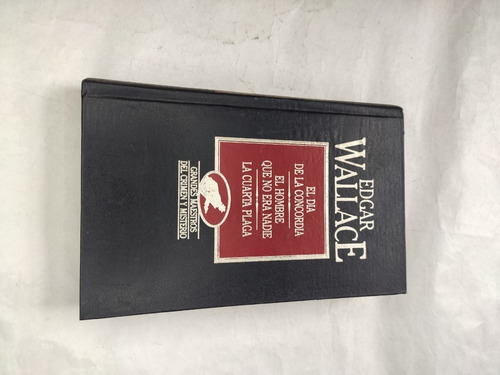 EDGAR
WALLACE
EL DIA
DE LA CONCORDIA
EL HOMBRE
QUE NO ERA NADIE
LA CUARTA PLAGA
GRANDES MAESTROS
DEL CRIMEN Y MISTERIO